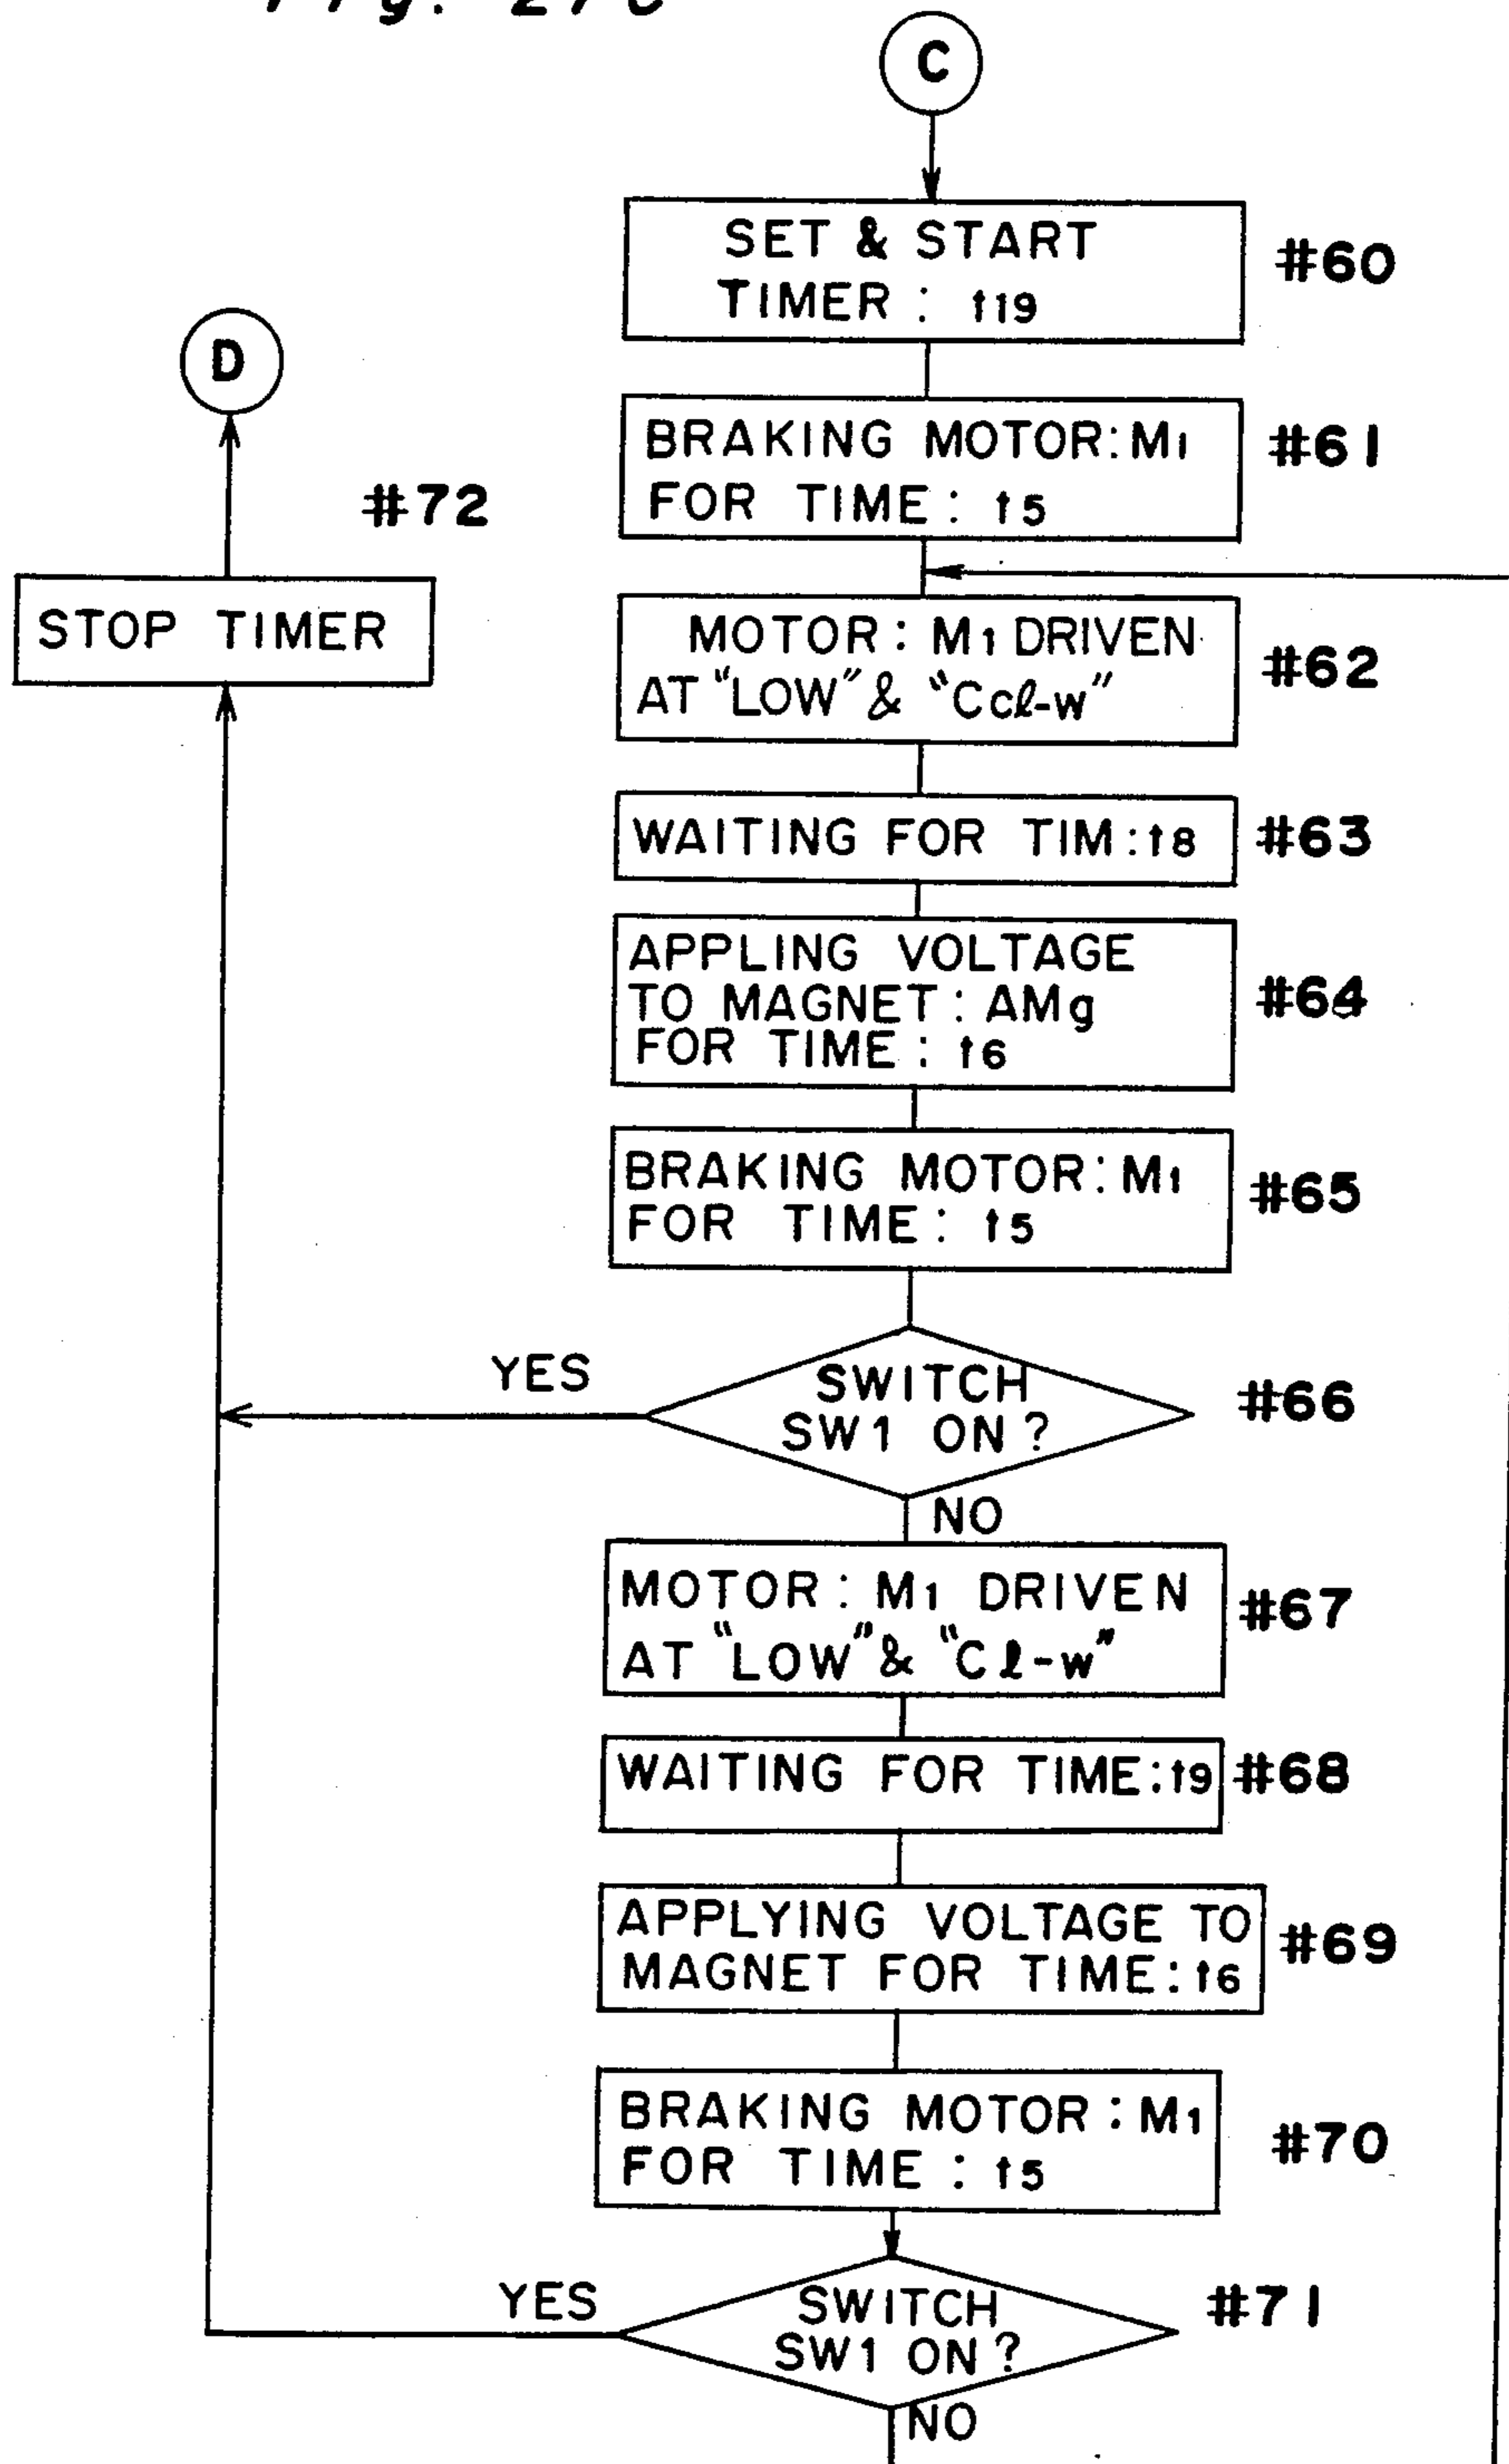 C
SET & START
TIMER : t19
#60
D
BRAKING MOTOR: M1
FOR TIME : t5
#61
#72
STOP TIMER
MOTOR : M1 DRIVEN
AT "LOW" & "Ccl-w"
#62
WAITING FOR TIM : t8
#63
APPLING VOLTAGE
TO MAGNET : AMg
FOR TIME : t6
#64
BRAKING MOTOR: M1
FOR TIME : t5
#65
YES
SWITCH
SW1 ON ?
#66
NO
MOTOR : M1 DRIVEN
AT "LOW" & "Cl-w"
#67
WAITING FOR TIME: t9
#68
APPLYING VOLTAGE TO
MAGNET FOR TIME: t6
#69
BRAKING MOTOR : M1
FOR TIME : t5
#70
YES
SWITCH
SW1 ON ?
#71
NO